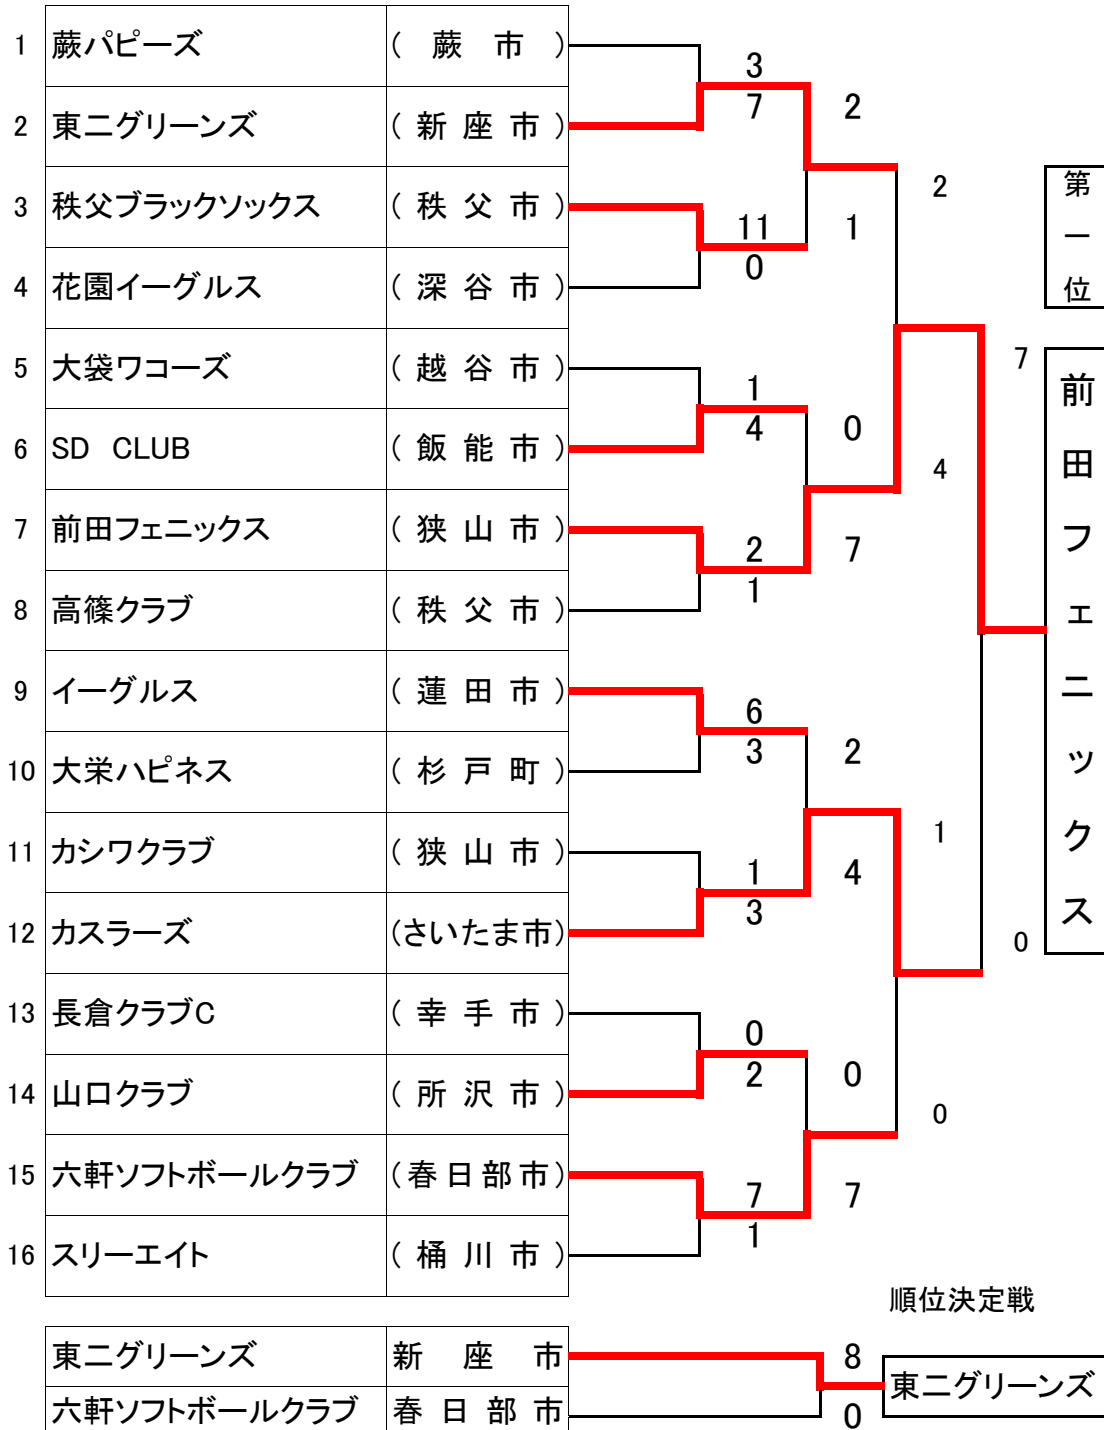 1 蕨パピーズ ( 蕨 市 )
3
7
2 東二グリーンズ ( 新 座 市 )
2
3 秩父ブラックソックス ( 秩 父 市 )
2
11
0
1
4 花園イーグルス ( 深 谷 市 )
第一位
5 大袋ワコーズ ( 越 谷 市 )
7
1
4
0
6 SD CLUB ( 飯 能 市 )
4
7 前田フェニックス ( 狭 山 市 )
2
1
7
8 高篠クラブ ( 秩 父 市 )
前田フェニックス
9 イーグルス ( 蓮 田 市 )
6
3
2
10 大栄ハピネス ( 杉 戸 町 )
1
11 カシワクラブ ( 狭 山 市 )
1
3
4
12 カスラーズ (さいたま市)
0
13 長倉クラブC ( 幸 手 市 )
0
2
0
14 山口クラブ ( 所 沢 市 )
0
15 六軒ソフトボールクラブ (春日部市)
7
1
7
16 スリーエイト ( 桶 川 市 )
順位決定戦
東二グリーンズ 新 座 市
8
東二グリーンズ
六軒ソフトボールクラブ 春 日 部 市
0